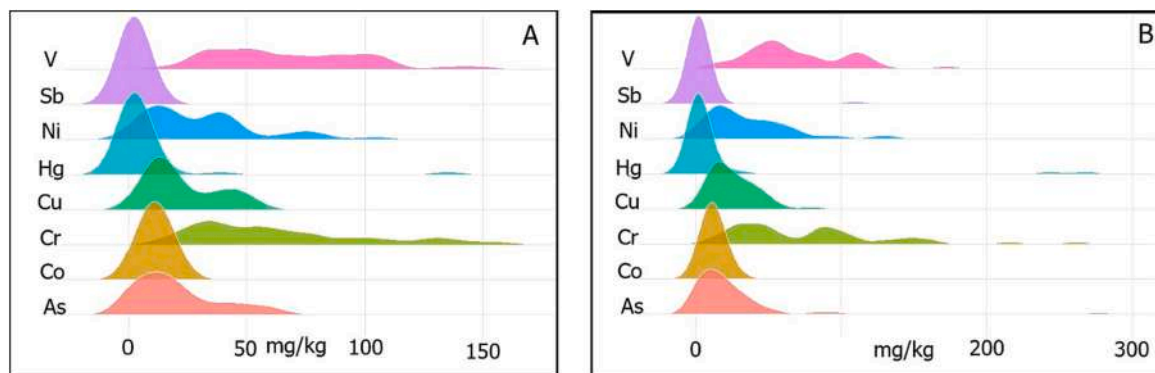 A
V
Sb
Ni
Hg
Cu
Cr
Co
As
0 50 mg/kg 100 150
B
V
Sb
Ni
Hg
Cu
Cr
Co
As
0 mg/kg 200 300